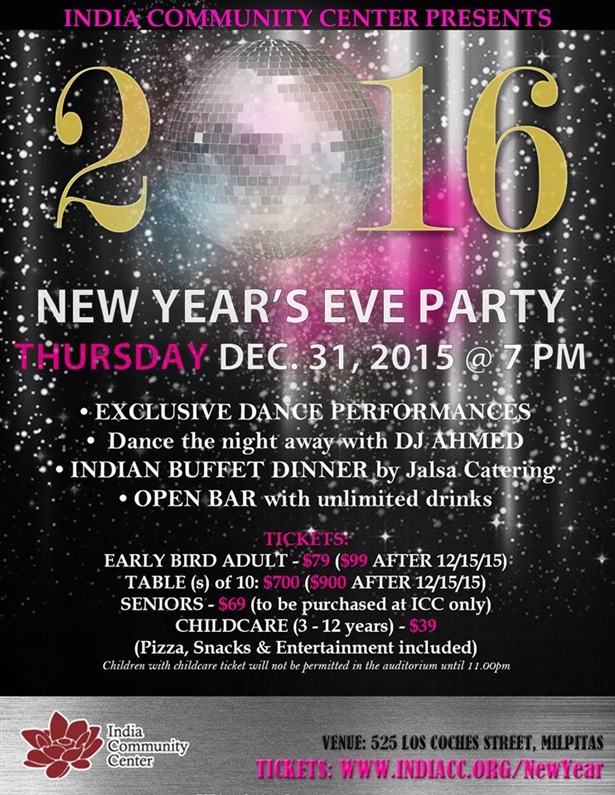 INDIA COMMUNITY CENTER PRESENTS
2016
NEW YEAR'S EVE PARTY
THURSDAY DEC. 31, 2015 @ 7 PM
• EXCLUSIVE DANCE PERFORMANCES
• Dance the night away with DJ AHMED
• INDIAN BUFFET DINNER by Jalsa Catering
• OPEN BAR with unlimited drinks
TICKETS:
EARLY BIRD ADULT - $79 ($99 AFTER 12/15/15)
TABLE (s) of 10: $700 ($900 AFTER 12/15/15)
SENIORS - $69 (to be purchased at ICC only)
CHILDCARE (3 - 12 years) - $39
(Pizza, Snacks & Entertainment included)
Children with childcare ticket will not be permitted in the auditorium until 11.00pm
India
Community
Center
VENUE: 525 LOS COCHES STREET, MILPITAS
TICKETS: WWW.INDIACC.ORG/NewYear